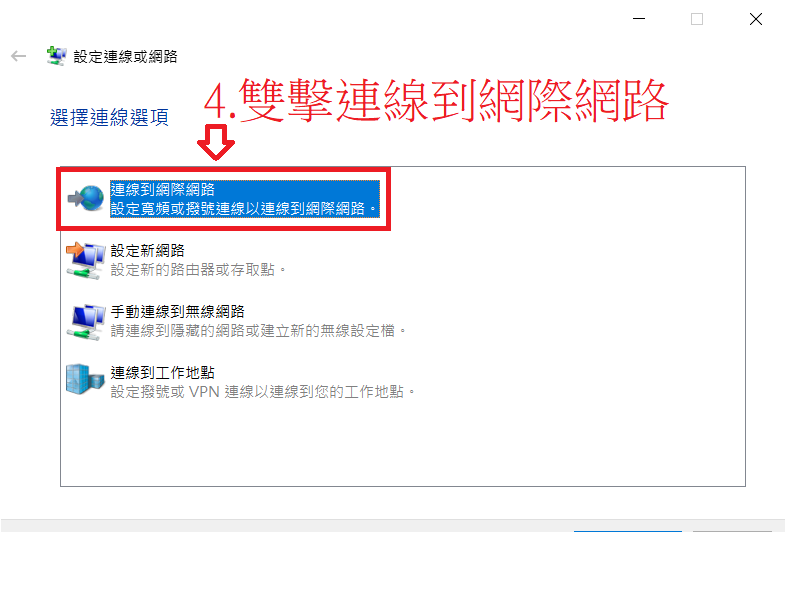 設定連線或網路
4.雙擊連線到網際網路
選擇連線選項
連線到網際網路
設定寬頻或撥號連線以連線到網際網路。
設定新網路
設定新的路由器或存取點。
手動連線到無線網路
請連線到隱藏的網路或建立新的無線設定檔。
連線到工作地點
設定撥號或 VPN 連線以連線到您的工作地點。